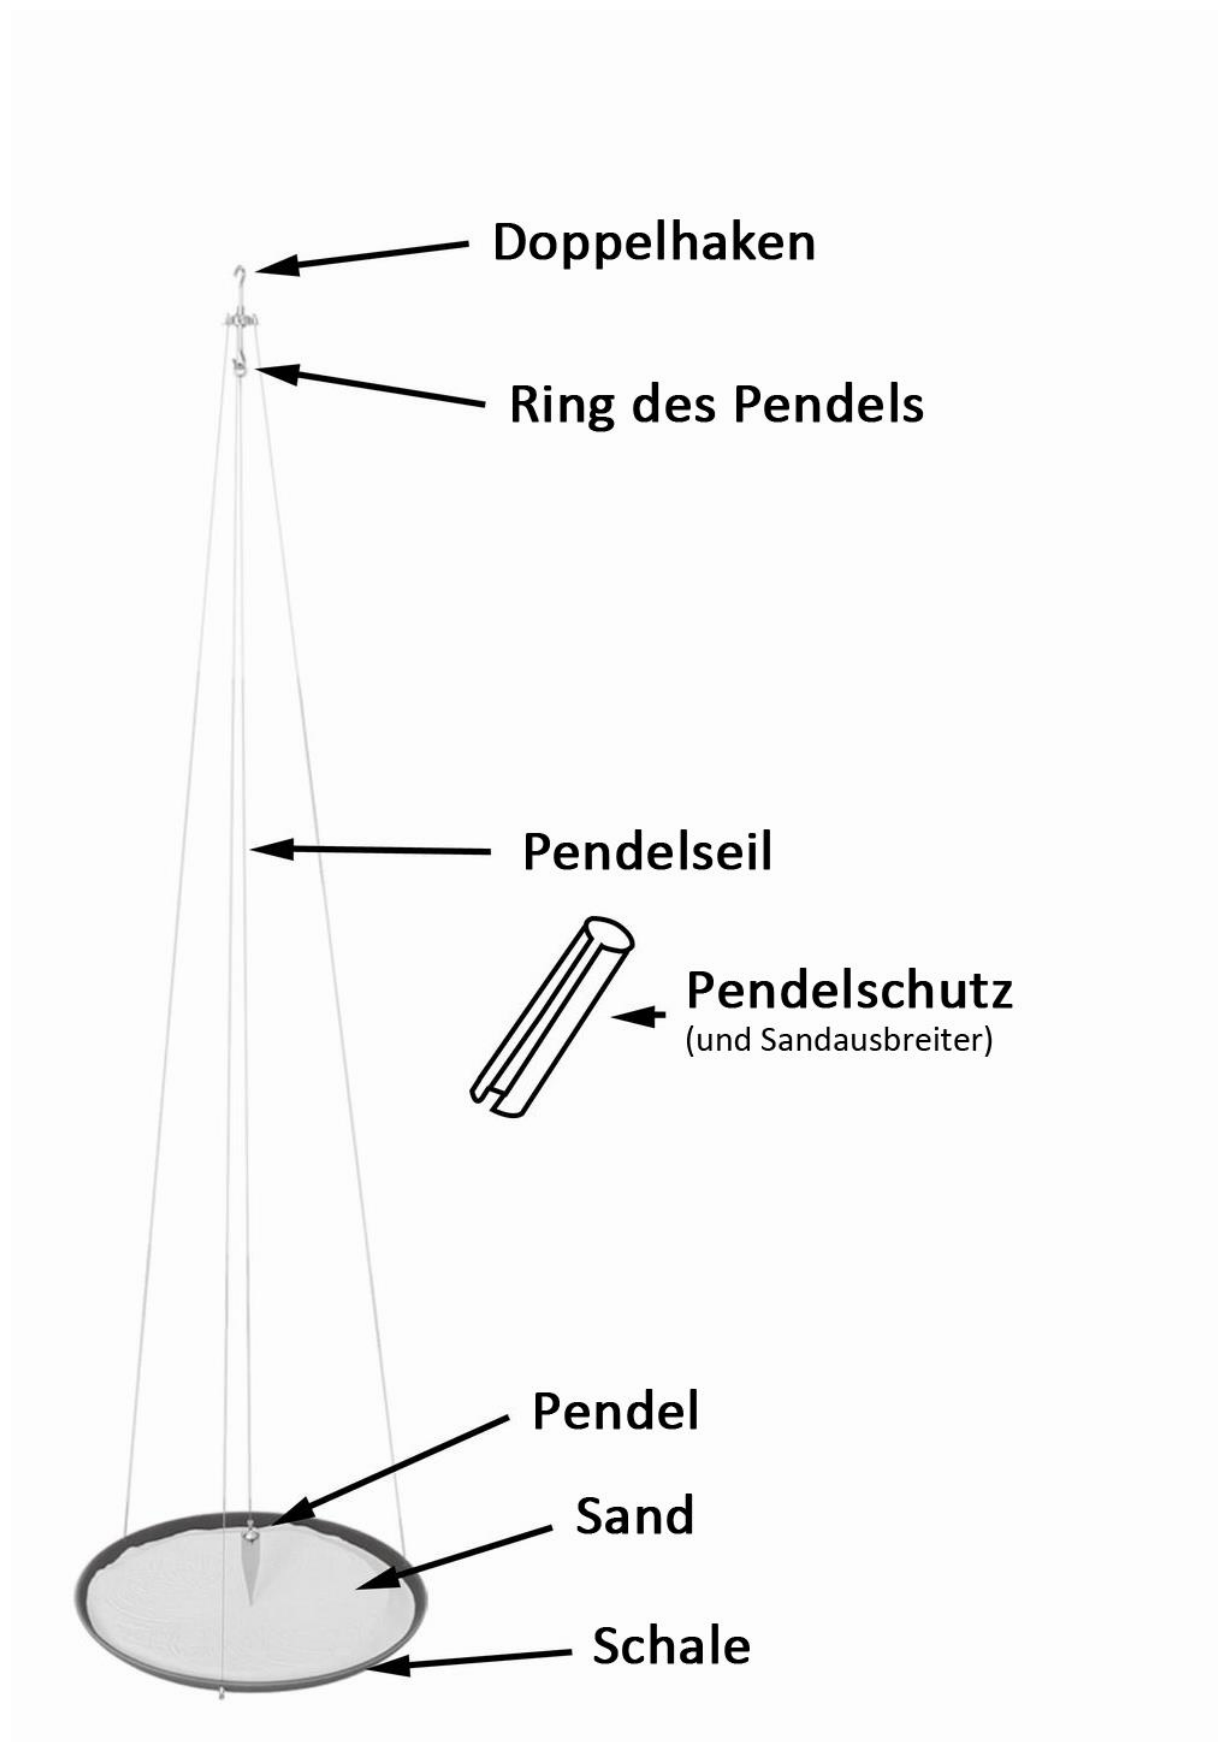 Doppelhaken
Ring des Pendels
Pendelseil
Pendelschutz
(und Sandausbreiter)
Pendel
Sand
Schale